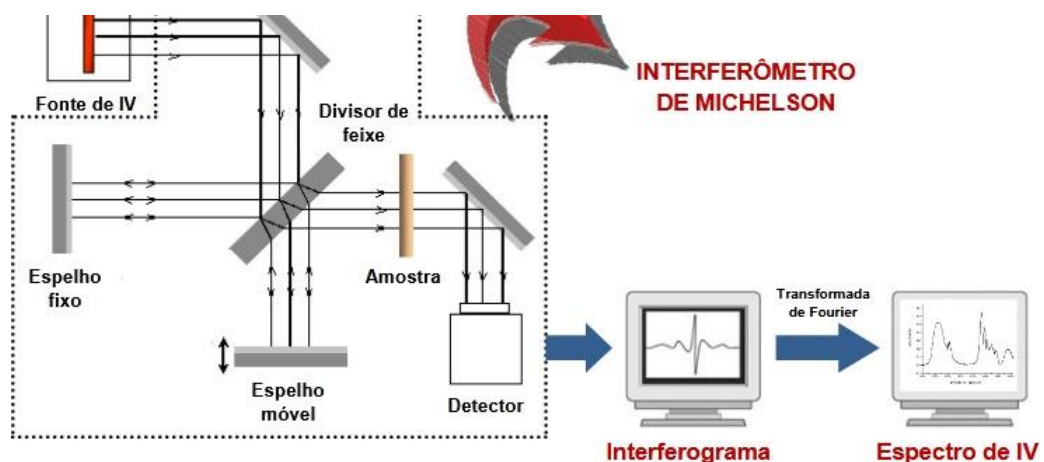 INTERFERÔMETRO
DE MICHELSON
Fonte de IV
Divisor de
feixe
Espelho
fixo
Amostra
Espelho
móvel
Detector
Transformada
de Fourier
Interferograma
Espectro de IV